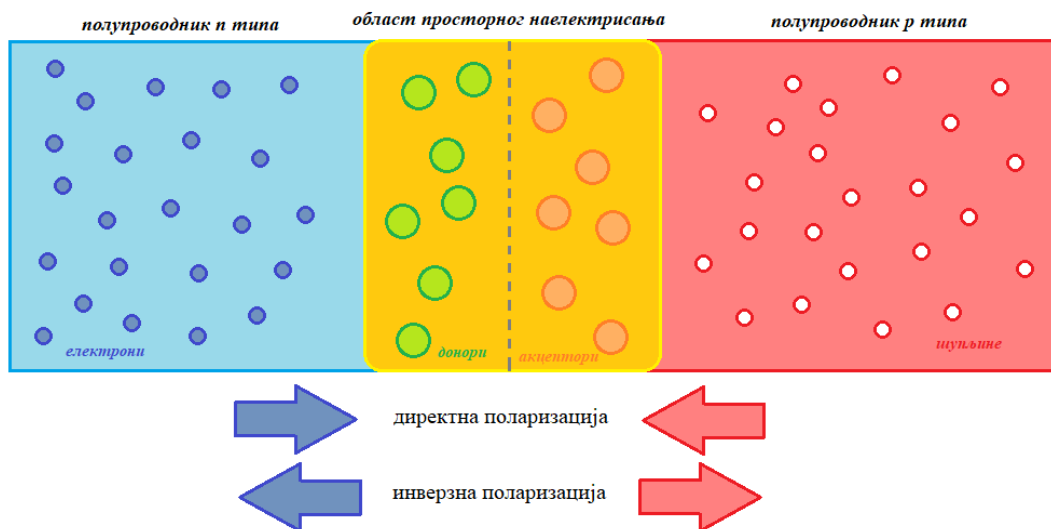 полупроводник n типа
област просторног наелектрисања
полупроводник p типа
електрони
донори
акцептори
шупљине
директна поларизација
инверзна поларизација